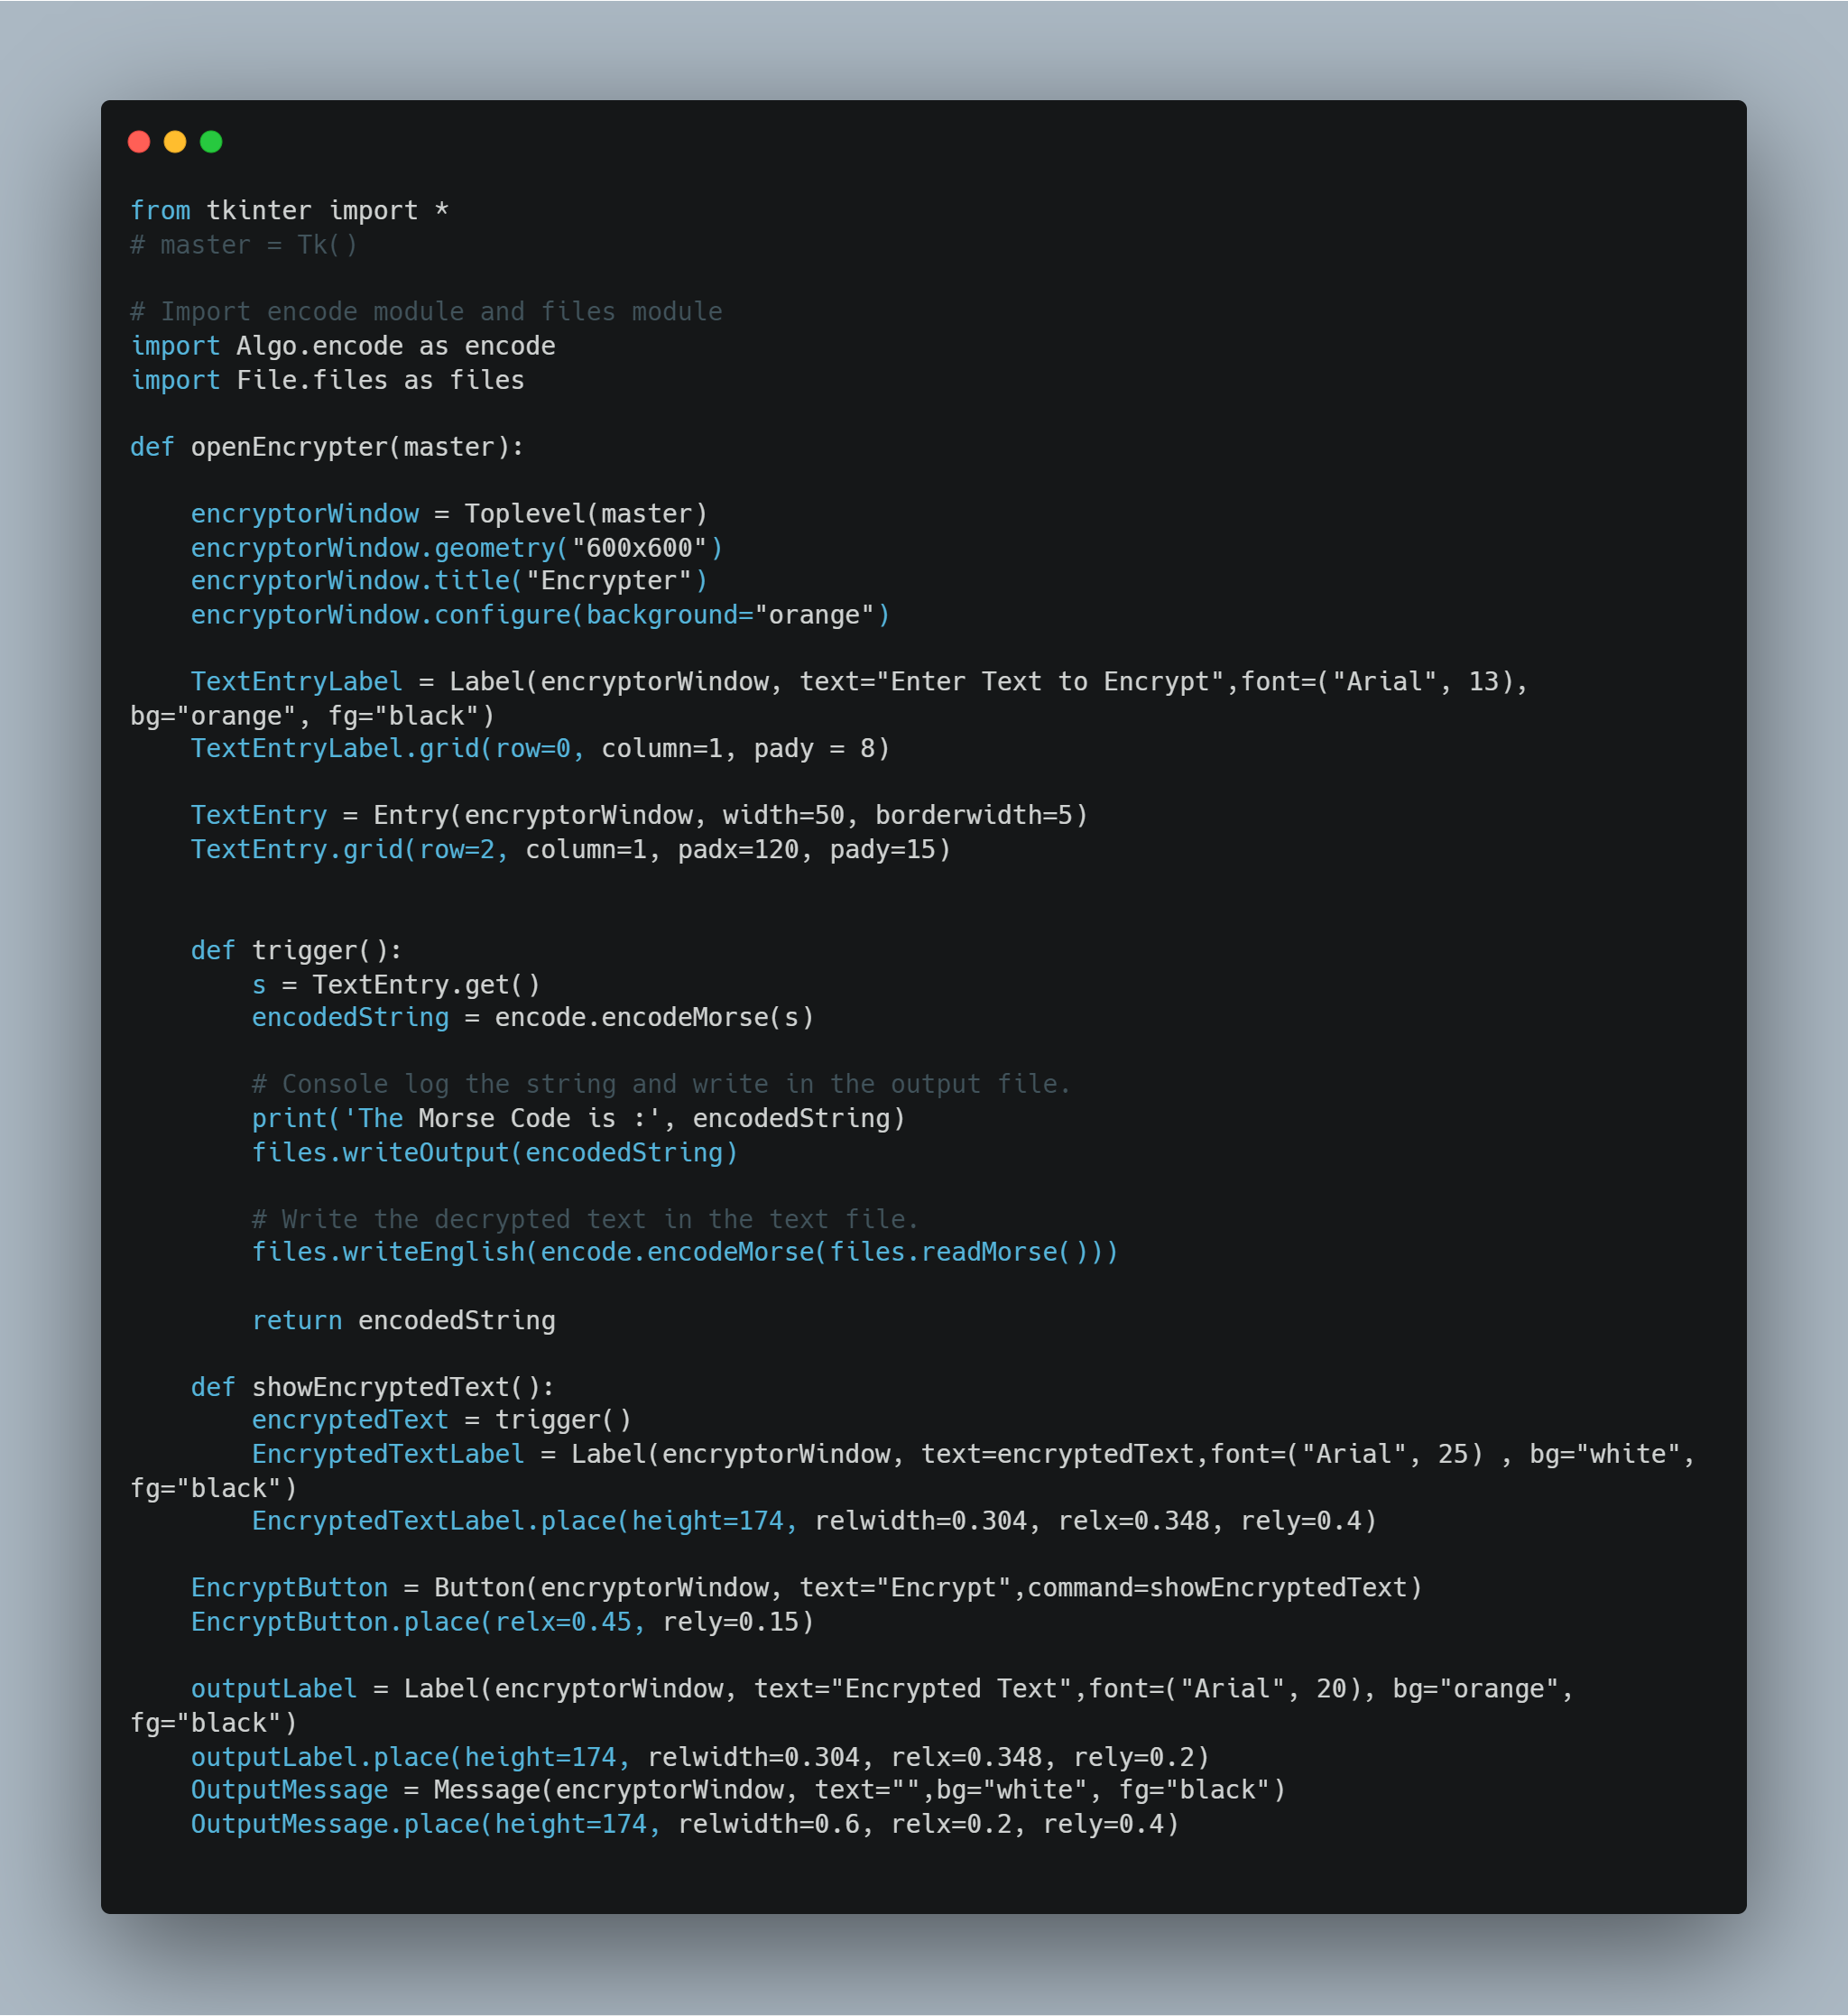 from tkinter import *
# master = Tk()

# Import encode module and files module
import Algo.encode as encode
import File.files as files

def openEncrypter(master):

    encryptorWindow = Toplevel(master)
    encryptorWindow.geometry("600x600")
    encryptorWindow.title("Encrypter")
    encryptorWindow.configure(background="orange")

    TextEntryLabel = Label(encryptorWindow, text="Enter Text to Encrypt",font=("Arial", 13),
bg="orange", fg="black")
    TextEntryLabel.grid(row=0, column=1, pady = 8)

    TextEntry = Entry(encryptorWindow, width=50, borderwidth=5)
    TextEntry.grid(row=2, column=1, padx=120, pady=15)


    def trigger():
        s = TextEntry.get()
        encodedString = encode.encodeMorse(s)

        # Console log the string and write in the output file.
        print('The Morse Code is :', encodedString)
        files.writeOutput(encodedString)

        # Write the decrypted text in the text file.
        files.writeEnglish(encode.encodeMorse(files.readMorse()))

        return encodedString

    def showEncryptedText():
        encryptedText = trigger()
        EncryptedTextLabel = Label(encryptorWindow, text=encryptedText,font=("Arial", 25) , bg="white",
fg="black")
        EncryptedTextLabel.place(height=174, relwidth=0.304, relx=0.348, rely=0.4)

    EncryptButton = Button(encryptorWindow, text="Encrypt",command=showEncryptedText)
    EncryptButton.place(relx=0.45, rely=0.15)

    outputLabel = Label(encryptorWindow, text="Encrypted Text",font=("Arial", 20), bg="orange",
fg="black")
    outputLabel.place(height=174, relwidth=0.304, relx=0.348, rely=0.2)
    OutputMessage = Message(encryptorWindow, text="",bg="white", fg="black")
    OutputMessage.place(height=174, relwidth=0.6, relx=0.2, rely=0.4)